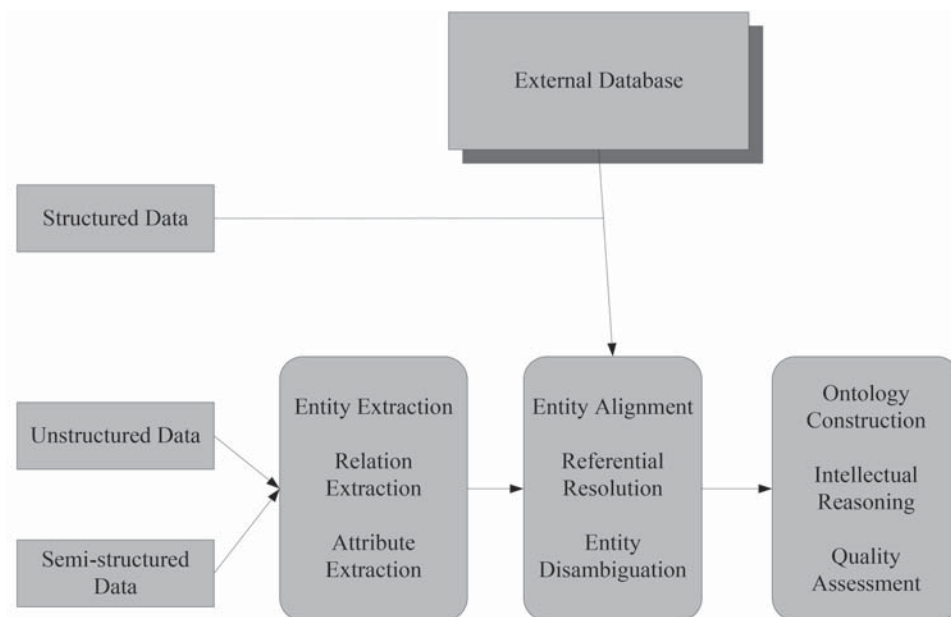 External Database
Structured Data
Unstructured Data
Semi-structured
Data
Entity Extraction
Relation
Extraction
Attribute
Extraction
Entity Alignment
Referential
Resolution
Entity
Disambiguation
Ontology
Construction
Intellectual
Reasoning
Quality
Assessment